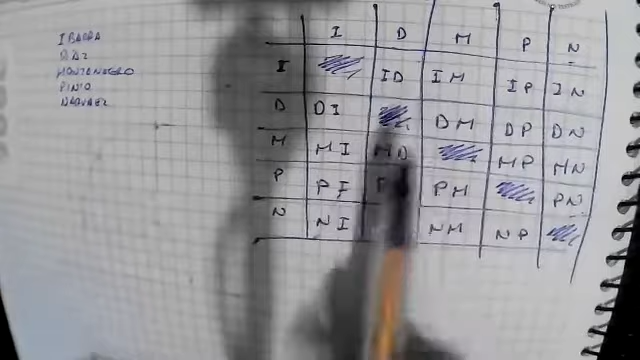 IBARRA
DÍAZ
MONTENEGRO
PINTO
NARVAEZ
I D M P N
I ID IM IP IN
D DI DM DP DN
M MI MD MP MN
P PI PM PN
N NI NM NP